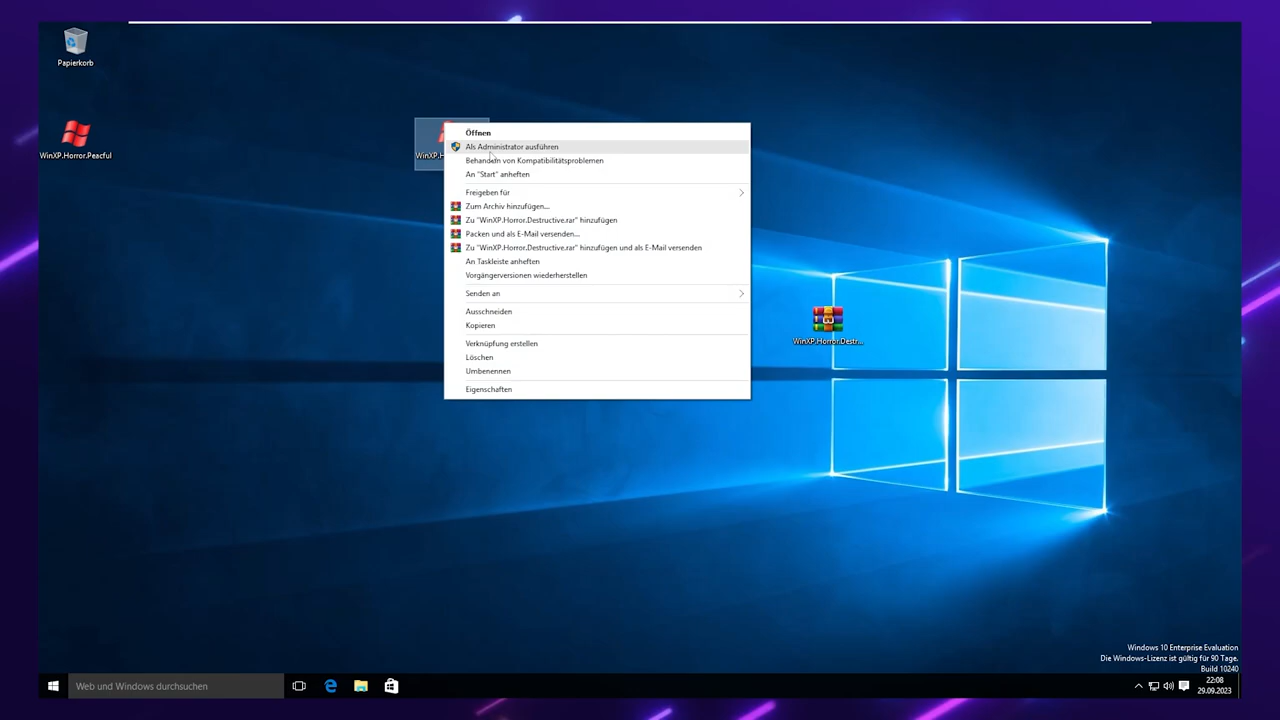 Papierkorb
WinXP.Horror.Peacful
WinXP.H
Öffnen
Als Administrator ausführen
Behandeln von Kompatibilitätsproblemen
An "Start" anheften
Freigeben für
Zum Archiv hinzufügen...
Zu "WinXP.Horror.Destructive.rar" hinzufügen
Packen und als E-Mail versenden...
Zu "WinXP.Horror.Destructive.rar" hinzufügen und als E-Mail versenden
An Taskleiste anheften
Vorgängerversionen wiederherstellen
Senden an
Ausschneiden
Kopieren
Verknüpfung erstellen
Löschen
Umbenennen
Eigenschaften
WinXP.Horror.Destr...
Windows 10 Enterprise Evaluation
Die Windows-Lizenz ist gültig für 90 Tage.
Build 10240
Web und Windows durchsuchen
22:08
29.09.2023